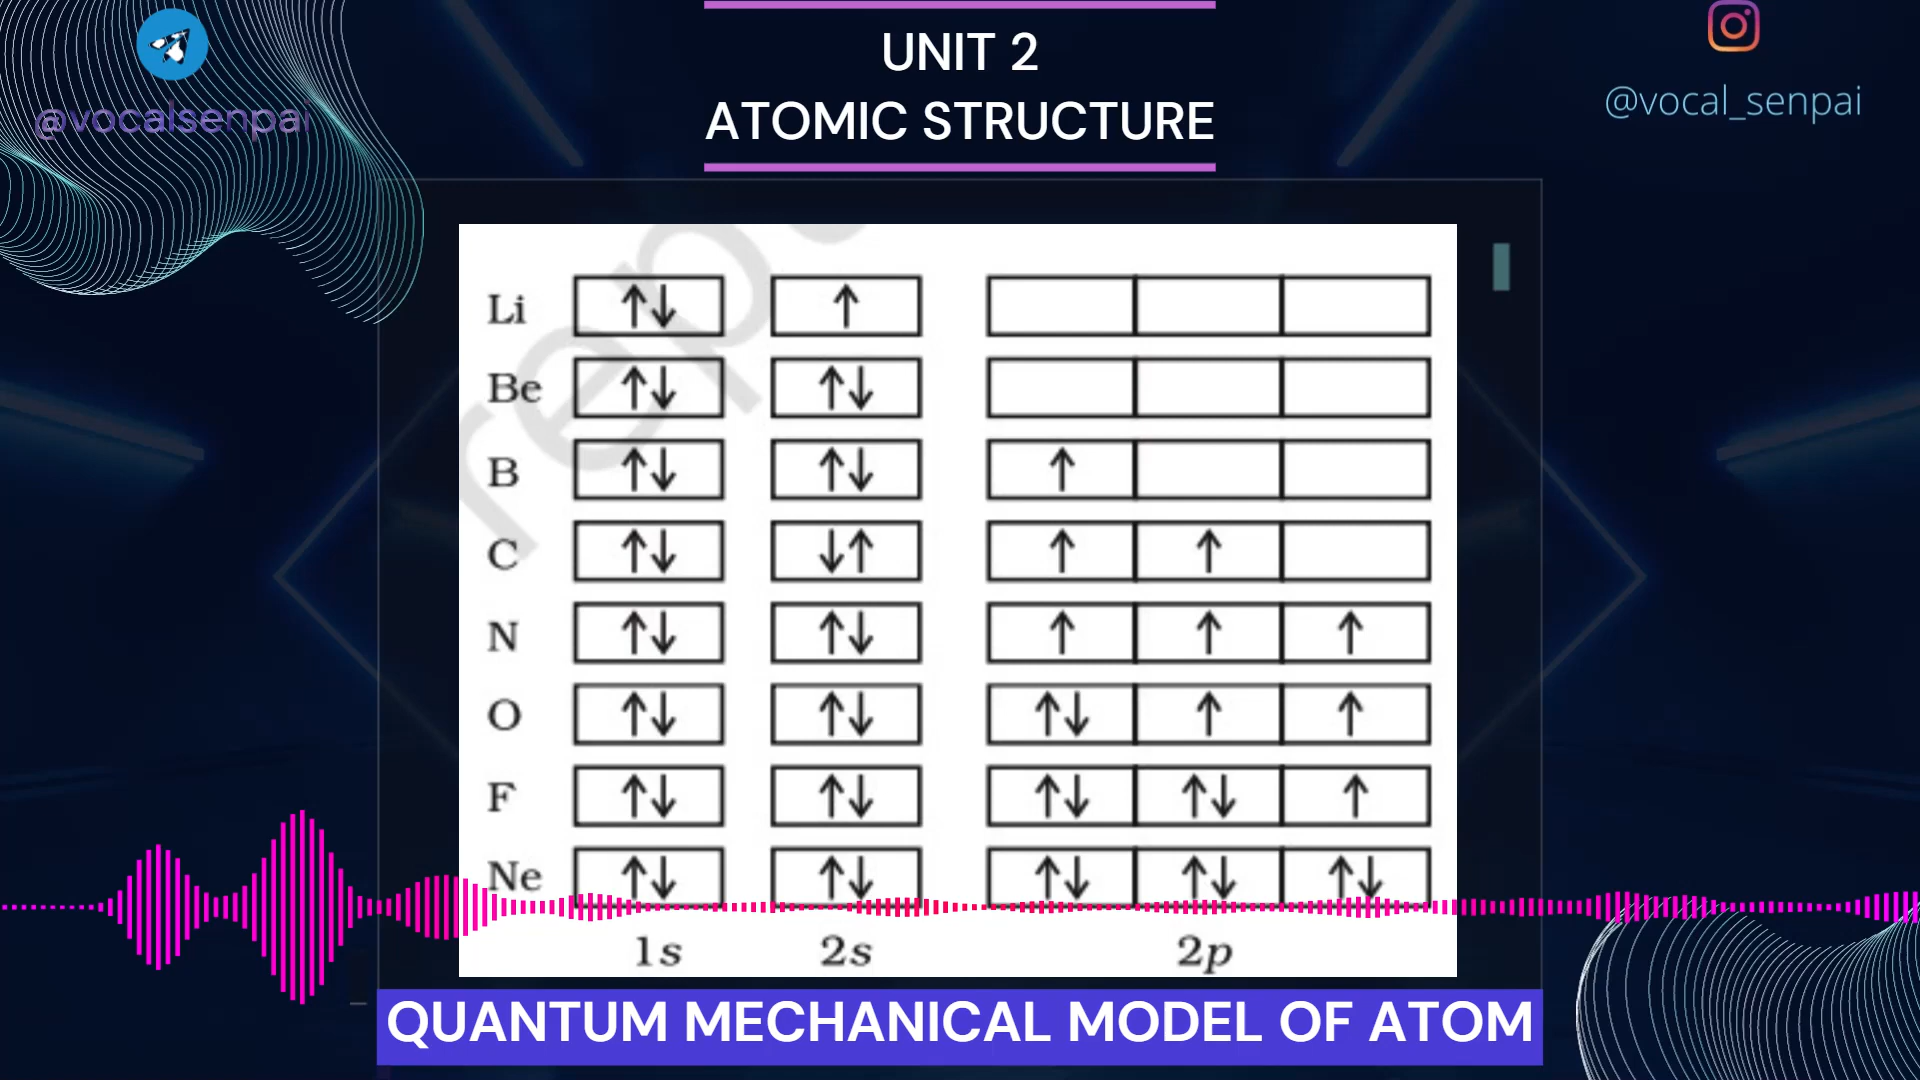 UNIT 2
ATOMIC STRUCTURE
@vocalsenpai
@vocal_senpai
Li ↑↓ ↑
Be ↑↓ ↑↓
B ↑↓ ↑↓ ↑
C ↑↓ ↓↑ ↑ ↑
N ↑↓ ↑↓ ↑ ↑ ↑
O ↑↓ ↑↓ ↑↓ ↑ ↑
F ↑↓ ↑↓ ↑↓ ↑↓ ↑
Ne ↑↓ ↑↓ ↑↓ ↑↓ ↑↓
1s 2s 2p
QUANTUM MECHANICAL MODEL OF ATOM